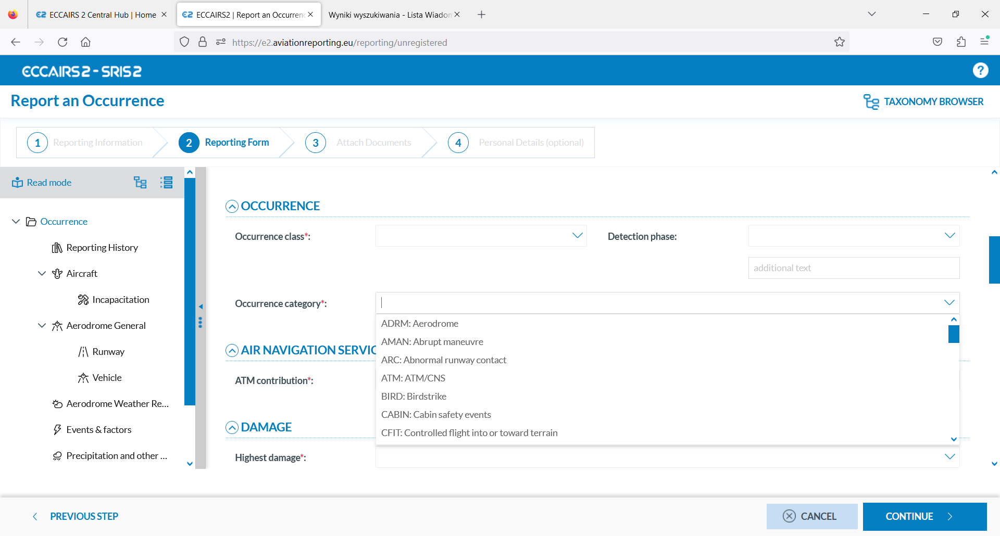 ECCAIRS 2 Central Hub | Home
ECCAIRS2 | Report an Occurrenc
Wyniki wyszukiwania - Lista Wiadom
https://e2.aviationreporting.eu/reporting/unregistered
ECCAIRS 2 - SRIS 2
?
Report an Occurrence
TAXONOMY BROWSER
1 Reporting Information
2 Reporting Form
3 Attach Documents
4 Personal Details (optional)
Read mode
Occurrence
Reporting History
Aircraft
Incapacitation
Aerodrome General
Runway
Vehicle
Aerodrome Weather Re...
Events & factors
Precipitation and other ...
OCCURRENCE
Occurrence class*:
Detection phase:
additional text
Occurrence category*:
ADRM: Aerodrome
AMAN: Abrupt maneuvre
ARC: Abnormal runway contact
ATM: ATM/CNS
BIRD: Birdstrike
CABIN: Cabin safety events
CFIT: Controlled flight into or toward terrain
AIR NAVIGATION SERVIC
ATM contribution*:
DAMAGE
Highest damage*:
PREVIOUS STEP
CANCEL
CONTINUE